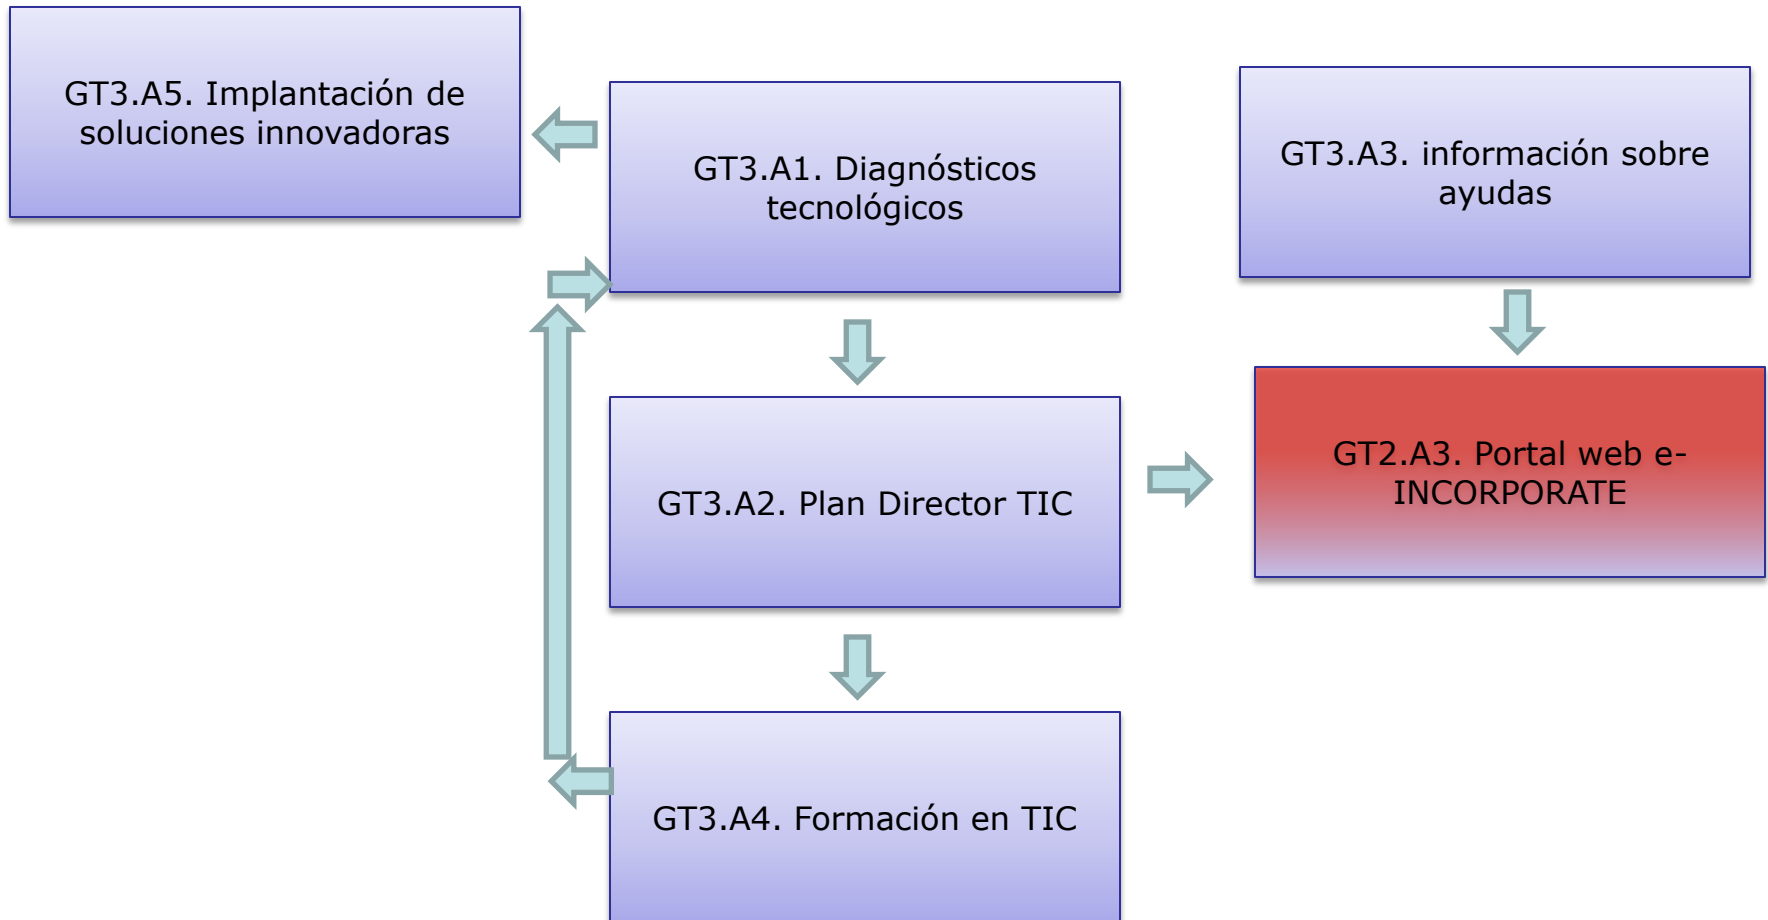 GT3.A5. Implantación de
soluciones innovadoras
GT3.A1. Diagnósticos
tecnológicos
GT3.A3. información sobre
ayudas
GT3.A2. Plan Director TIC
GT2.A3. Portal web e-
INCORPORATE
GT3.A4. Formación en TIC